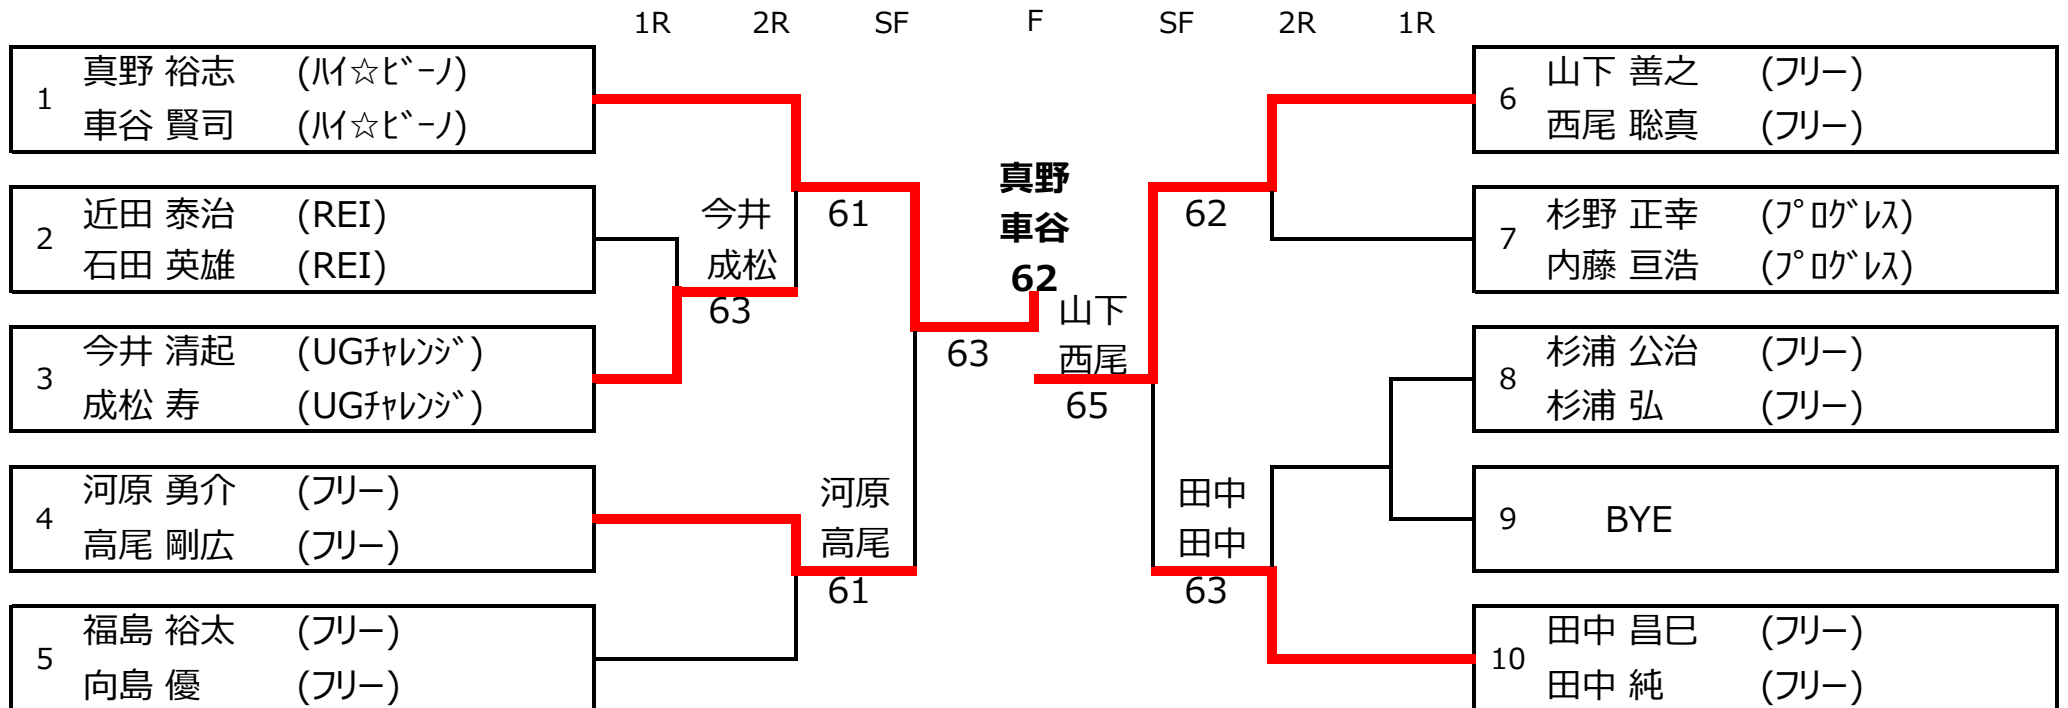 1R 2R SF F SF 2R 1R
1
真野 裕志 (ﾊｲ☆ﾋﾞｰﾉ)
車谷 賢司 (ﾊｲ☆ﾋﾞｰﾉ)
2
近田 泰治 (REI)
石田 英雄 (REI)
3
今井 清起 (UGﾁｬﾚﾝｼﾞ)
成松 寿 (UGﾁｬﾚﾝｼﾞ)
4
河原 勇介 (フリー)
高尾 剛広 (フリー)
5
福島 裕太 (フリー)
向島 優 (フリー)
今井
成松
63
61
河原
高尾
61
63
真野
車谷
62
山下
西尾
65
62
田中
田中
63
6
山下 善之 (フリー)
西尾 聡真 (フリー)
7
杉野 正幸 (ﾌﾟﾛｸﾞﾚｽ)
内藤 亘浩 (ﾌﾟﾛｸﾞﾚｽ)
8
杉浦 公治 (フリー)
杉浦 弘 (フリー)
9
BYE
10
田中 昌巳 (フリー)
田中 純 (フリー)